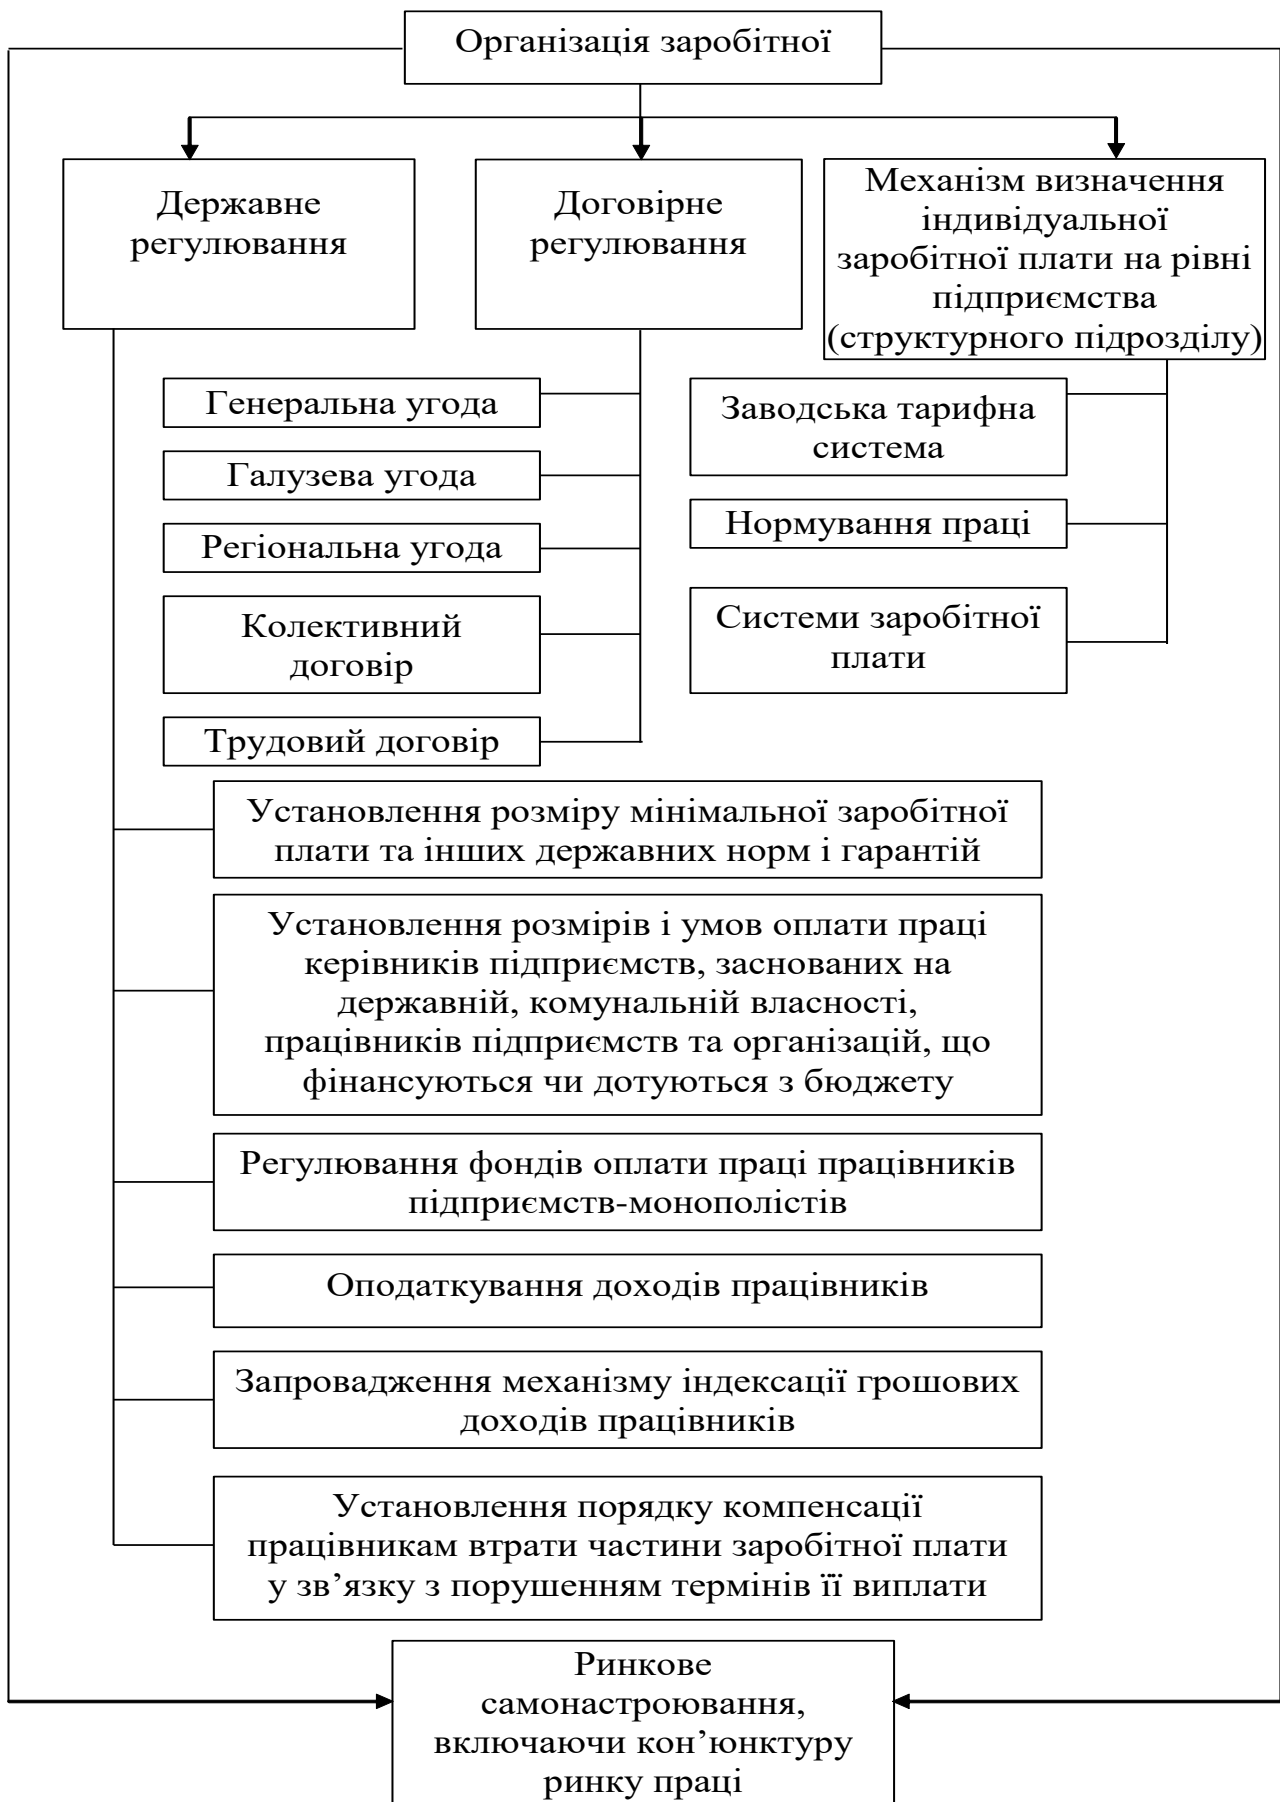 Організація заробітної
Державне
регулювання
Договірне
регулювання
Механізм визначення
індивідуальної
заробітної плати на рівні
підприємства
(структурного підрозділу)
Генеральна угода
Галузева угода
Регіональна угода
Колективний
договір
Трудовий договір
Заводська тарифна
система
Нормування праці
Системи заробітної
плати
Установлення розміру мінімальної заробітної
плати та інших державних норм і гарантій
Установлення розмірів і умов оплати праці
керівників підприємств, заснованих на
державній, комунальній власності,
працівників підприємств та організацій, що
фінансуються чи дотуються з бюджету
Регулювання фондів оплати праці працівників
підприємств-монополістів
Оподаткування доходів працівників
Запровадження механізму індексації грошових
доходів працівників
Установлення порядку компенсації
працівникам втрати частини заробітної плати
у зв’язку з порушенням термінів її виплати
Ринкове
самонастроювання,
включаючи кон’юнктуру
ринку праці